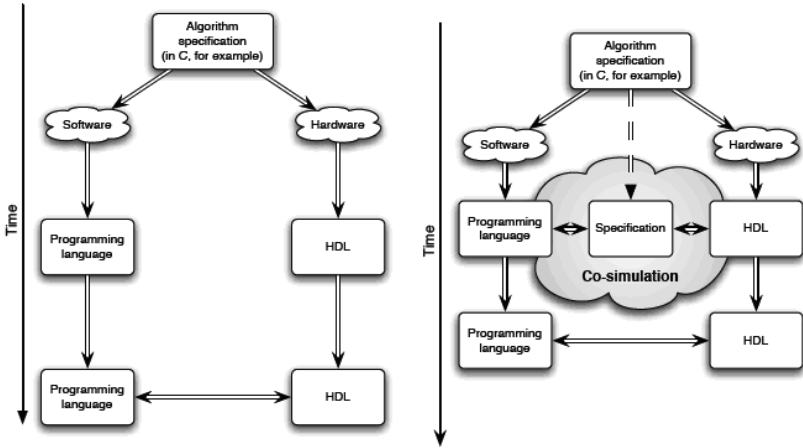 Algorithm
specification
(in C, for example)
Software
Hardware
Time
Programming
language
HDL
Programming
language
HDL
Algorithm
specification
(in C, for example)
Software
Hardware
Time
Programming
language
Specification
HDL
Co-simulation
Programming
language
HDL